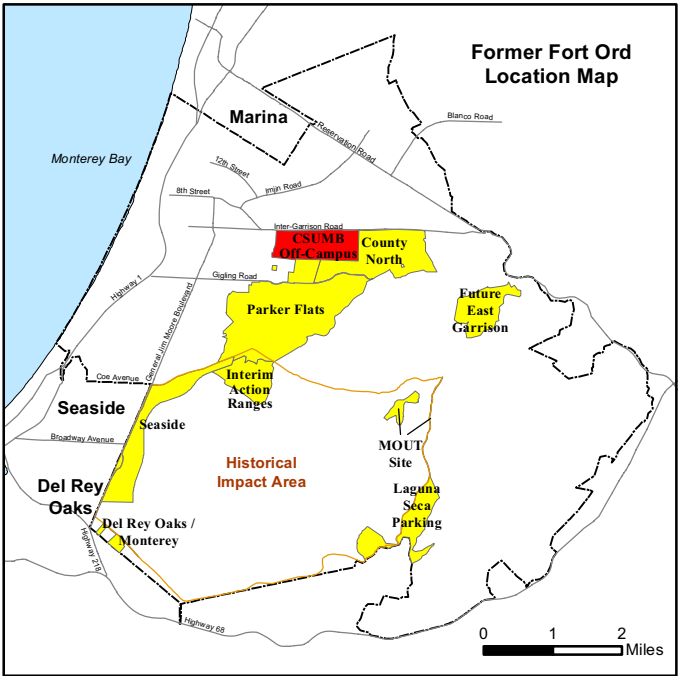 Former Fort Ord
Location Map
Marina
Blanco Road
Reservation Road
Monterey Bay
12th Street
Imjin Road
8th Street
Inter-Garrison Road
CSUMB
Off-Campus
County
North
Gigling Road
Highway 1
General Jim Moore Boulevard
Parker Flats
Future
East
Garrison
Coe Avenue
Interim
Action
Ranges
Seaside
Seaside
Broadway Avenue
MOUT
Site
Historical
Impact Area
Del Rey
Oaks
Laguna
Seca
Parking
Del Rey Oaks /
Monterey
Highway 218
Highway 68
0 1 2
Miles